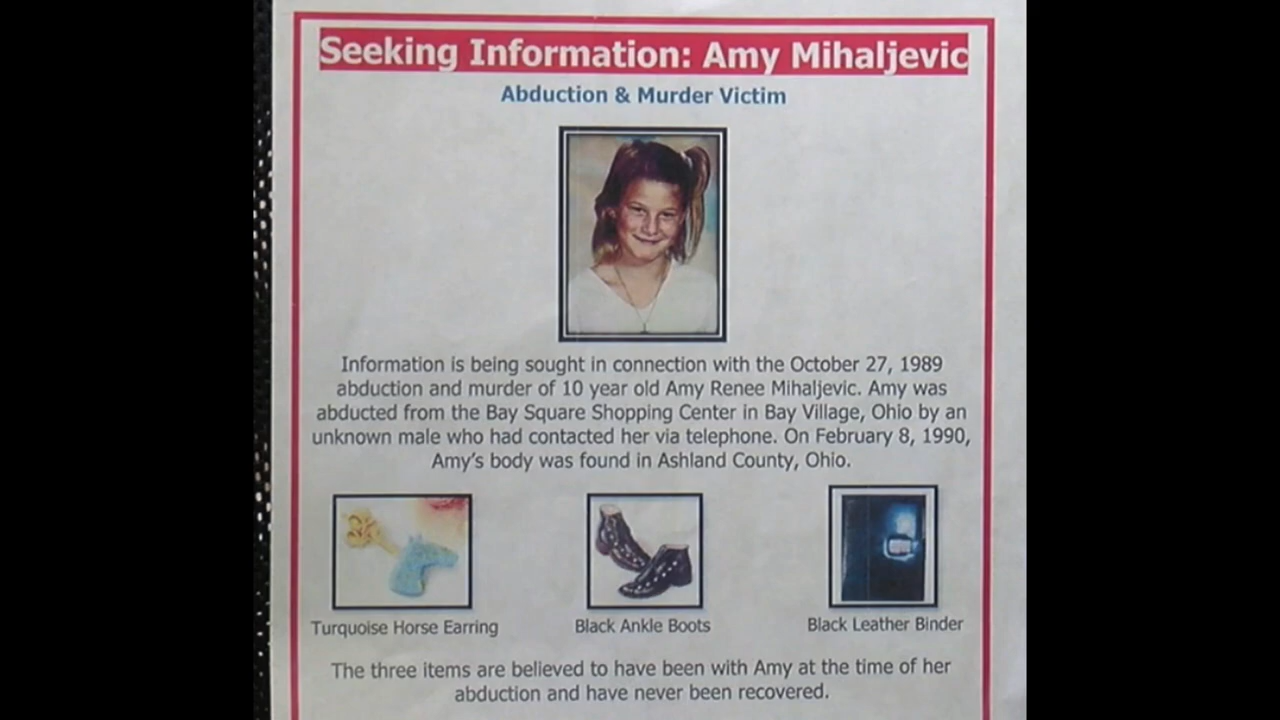 Seeking Information: Amy Mihaljevic
Abduction & Murder Victim
Information is being sought in connection with the October 27, 1989
abduction and murder of 10 year old Amy Renee Mihaljevic. Amy was
abducted from the Bay Square Shopping Center in Bay Village, Ohio by an
unknown male who had contacted her via telephone. On February 8, 1990,
Amy's body was found in Ashland County, Ohio.
Turquoise Horse Earring
Black Ankle Boots
Black Leather Binder
The three items are believed to have been with Amy at the time of her
abduction and have never been recovered.